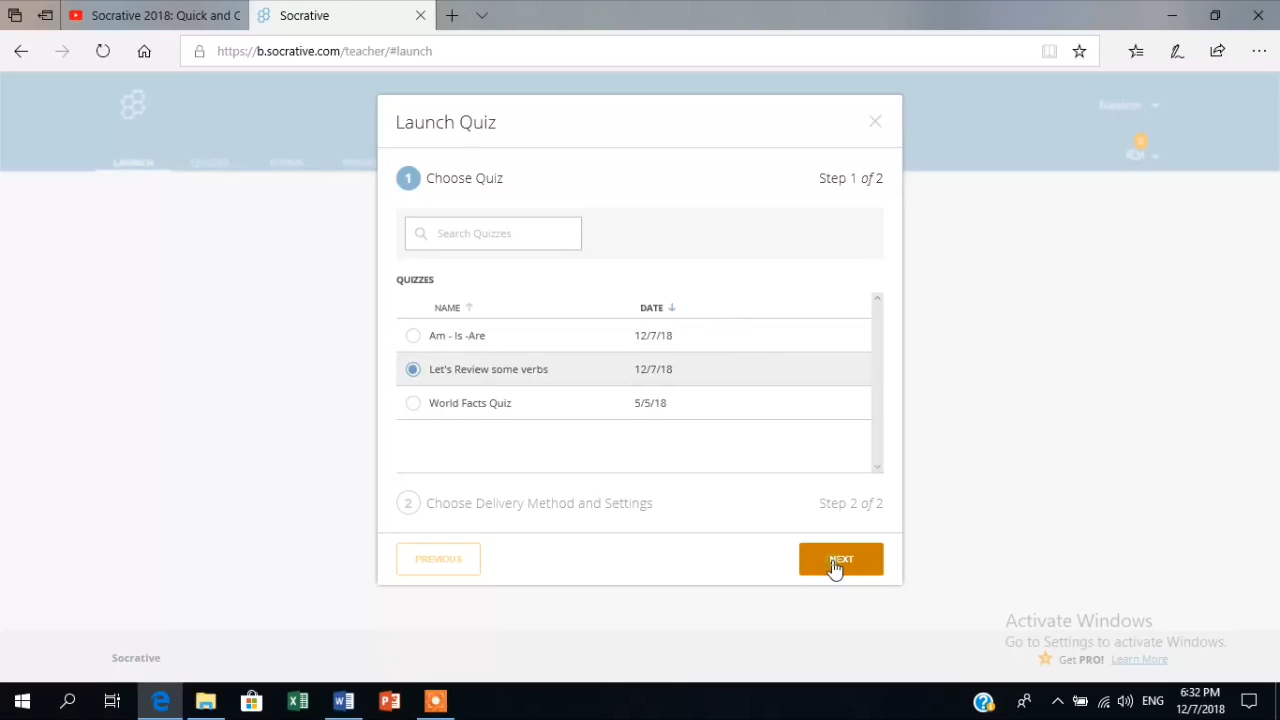 Socrative 2018: Quick and C
Socrative
https://b.socrative.com/teacher/#launch
Launch Quiz
Nassim
LAUNCH
1 Choose Quiz
Step 1 of 2
Search Quizzes
QUIZZES
NAME
DATE
Am - Is -Are
12/7/18
Let's Review some verbs
12/7/18
World Facts Quiz
5/5/18
2 Choose Delivery Method and Settings
Step 2 of 2
PREVIOUS
NEXT
Activate Windows
Go to Settings to activate Windows.
Socrative
Get PRO! Learn More
ENG
6:32 PM
12/7/2018